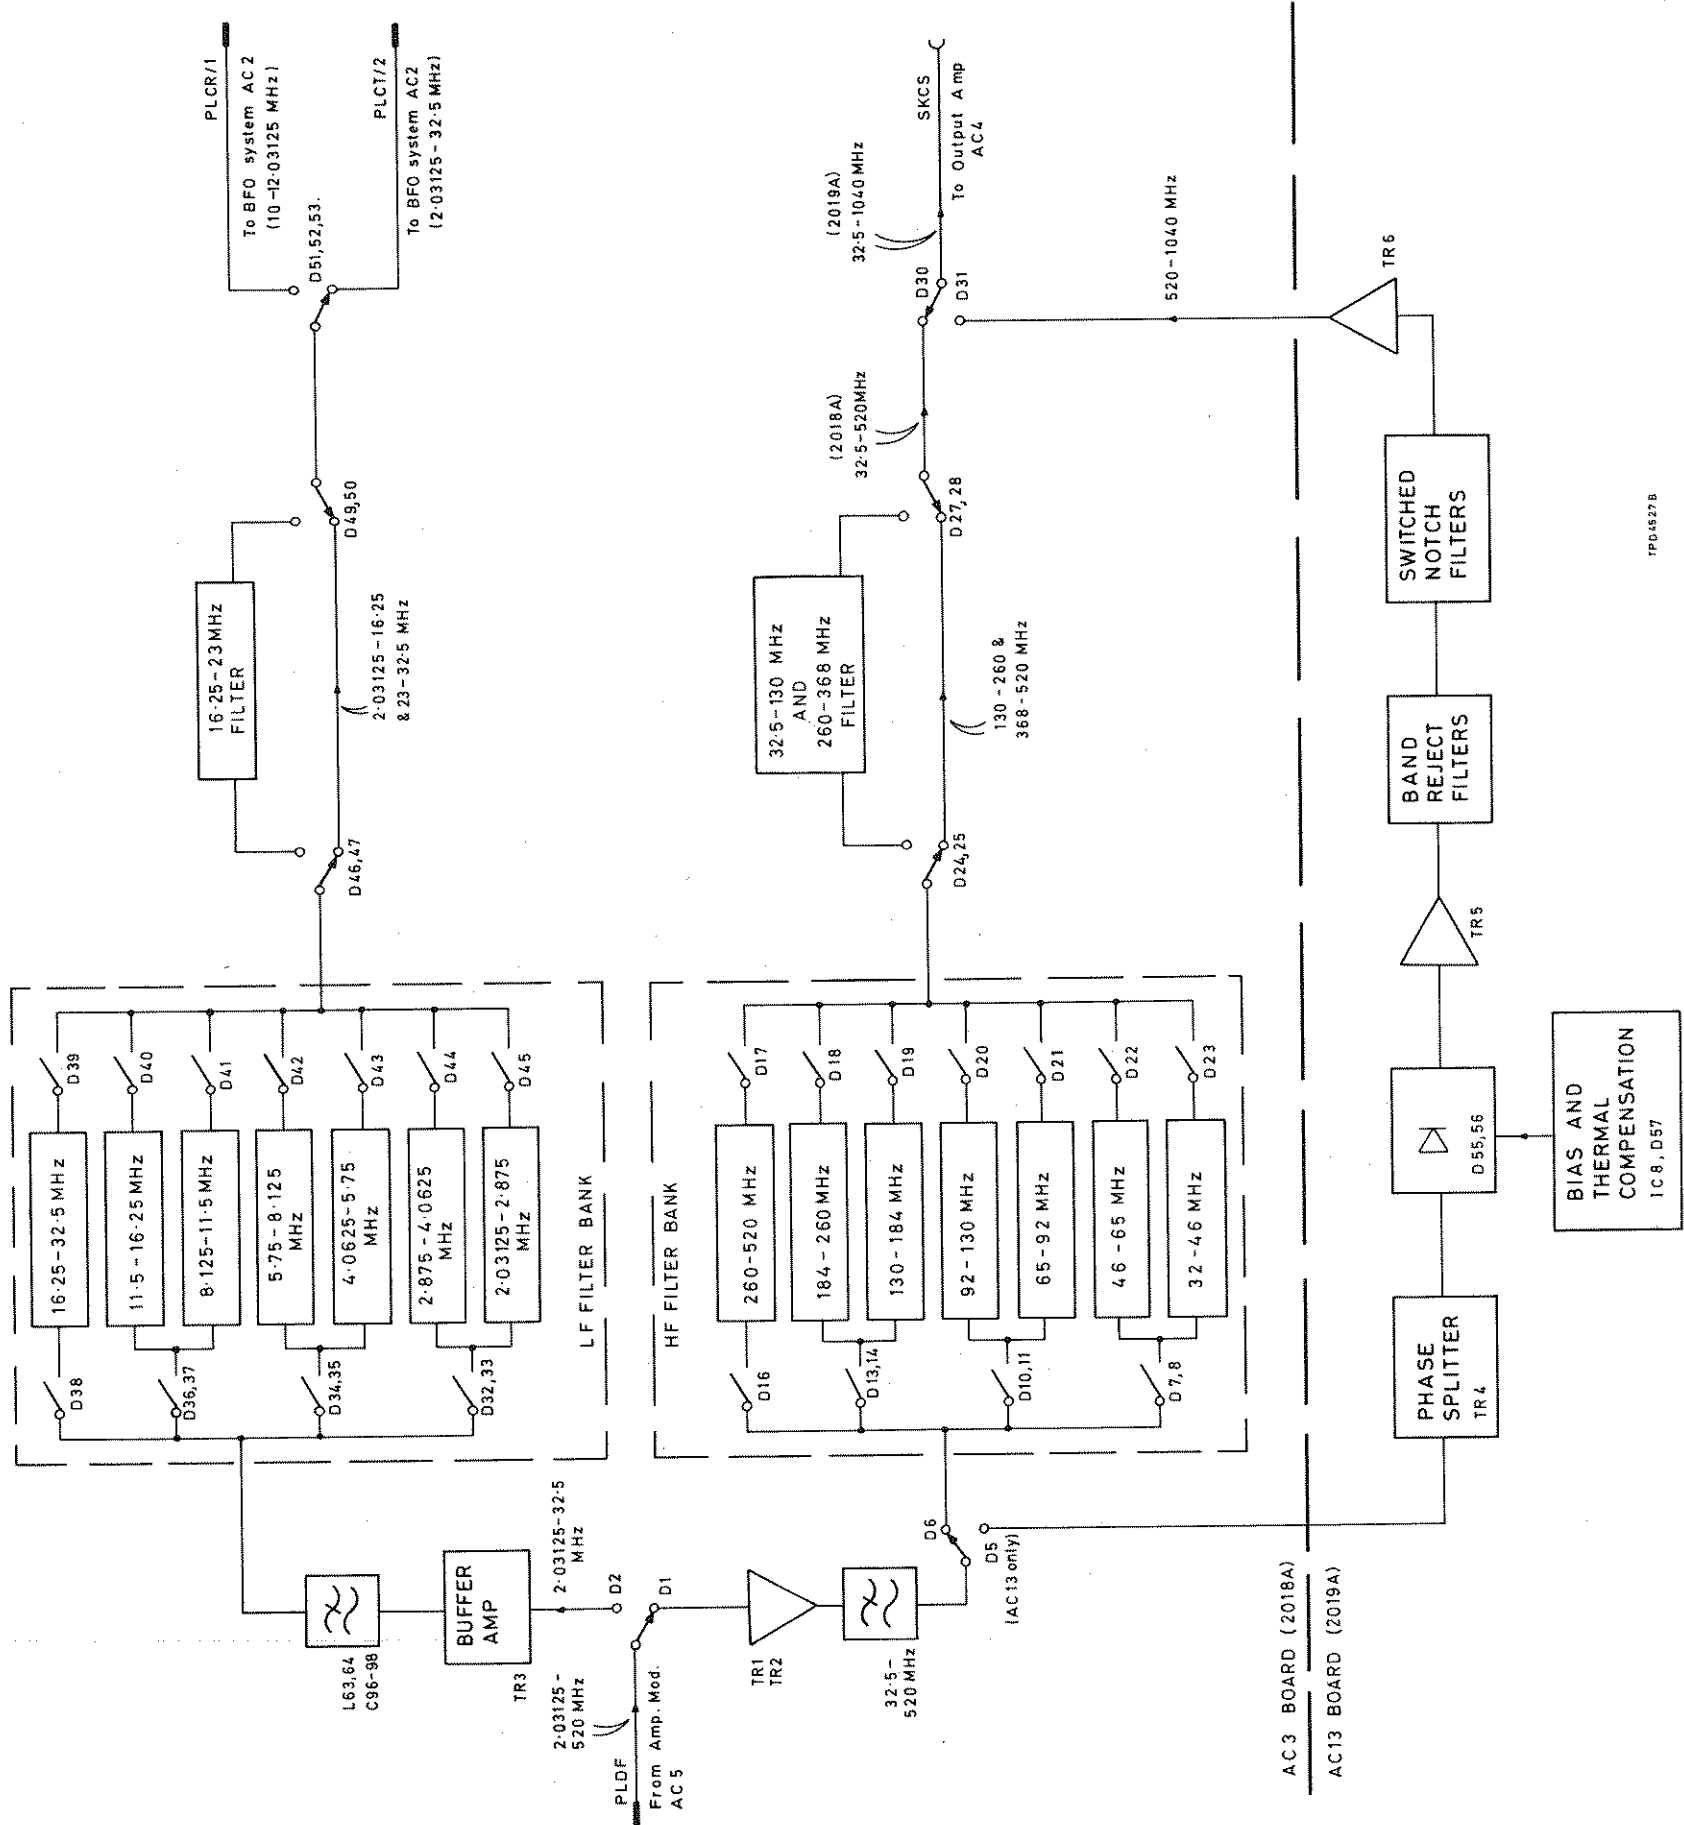 PLCR/1
To BFO system AC2
(10-12·03125 MHz)
PLCT/2
To BFO system AC2
(2·03125-32·5 MHz)
D51,52,53.
D49,50
16·25-23MHz
FILTER
2·03125-16·25
&23-32·5 MHz
D46,47
D39
D40
D41
D42
D43
D44
D45
16·25-32·5 MHz
11·5-16·25 MHz
8·125-11·5 MHz
5·75-8·125
MHz
4·0625-5·75
MHz
2·875-4·0625
MHz
2·03125-2·875
MHz
LF FILTER BANK
D38
D36,37
D34,35
D32,33
L63,64
C96-98
BUFFER
AMP
TR3
2·03125-32·5
MHz
D2
D1
2·03125-
520 MHz
PLDF
From Amp. Mod.
AC5
TR1
TR2
32·5-
520 MHz
D6
D5
(AC13 only)
HF FILTER BANK
D16
D13,14
D10,11
D7,8
260-520 MHz
184-260MHz
130-184 MHz
92-130 MHz
65-92 MHz
46-65 MHz
32-46 MHz
D17
D18
D19
D20
D21
D22
D23
D24,25
32·5-130 MHz
AND
260-368 MHz
FILTER
130-260 &
368-520 MHz
D27,28
(2018A)
32·5-520MHz
D30
D31
(2019A)
32·5-1040 MHz
SKCS
To Output Amp
AC4
520-1040 MHz
AC3 BOARD (2018A)
AC13 BOARD (2019A)
PHASE
SPLITTER
TR4
D55,56
BIAS AND
THERMAL
COMPENSATION
IC8, D57
TR5
BAND
REJECT
FILTERS
SWITCHED
NOTCH
FILTERS
TR6
TPD4527B